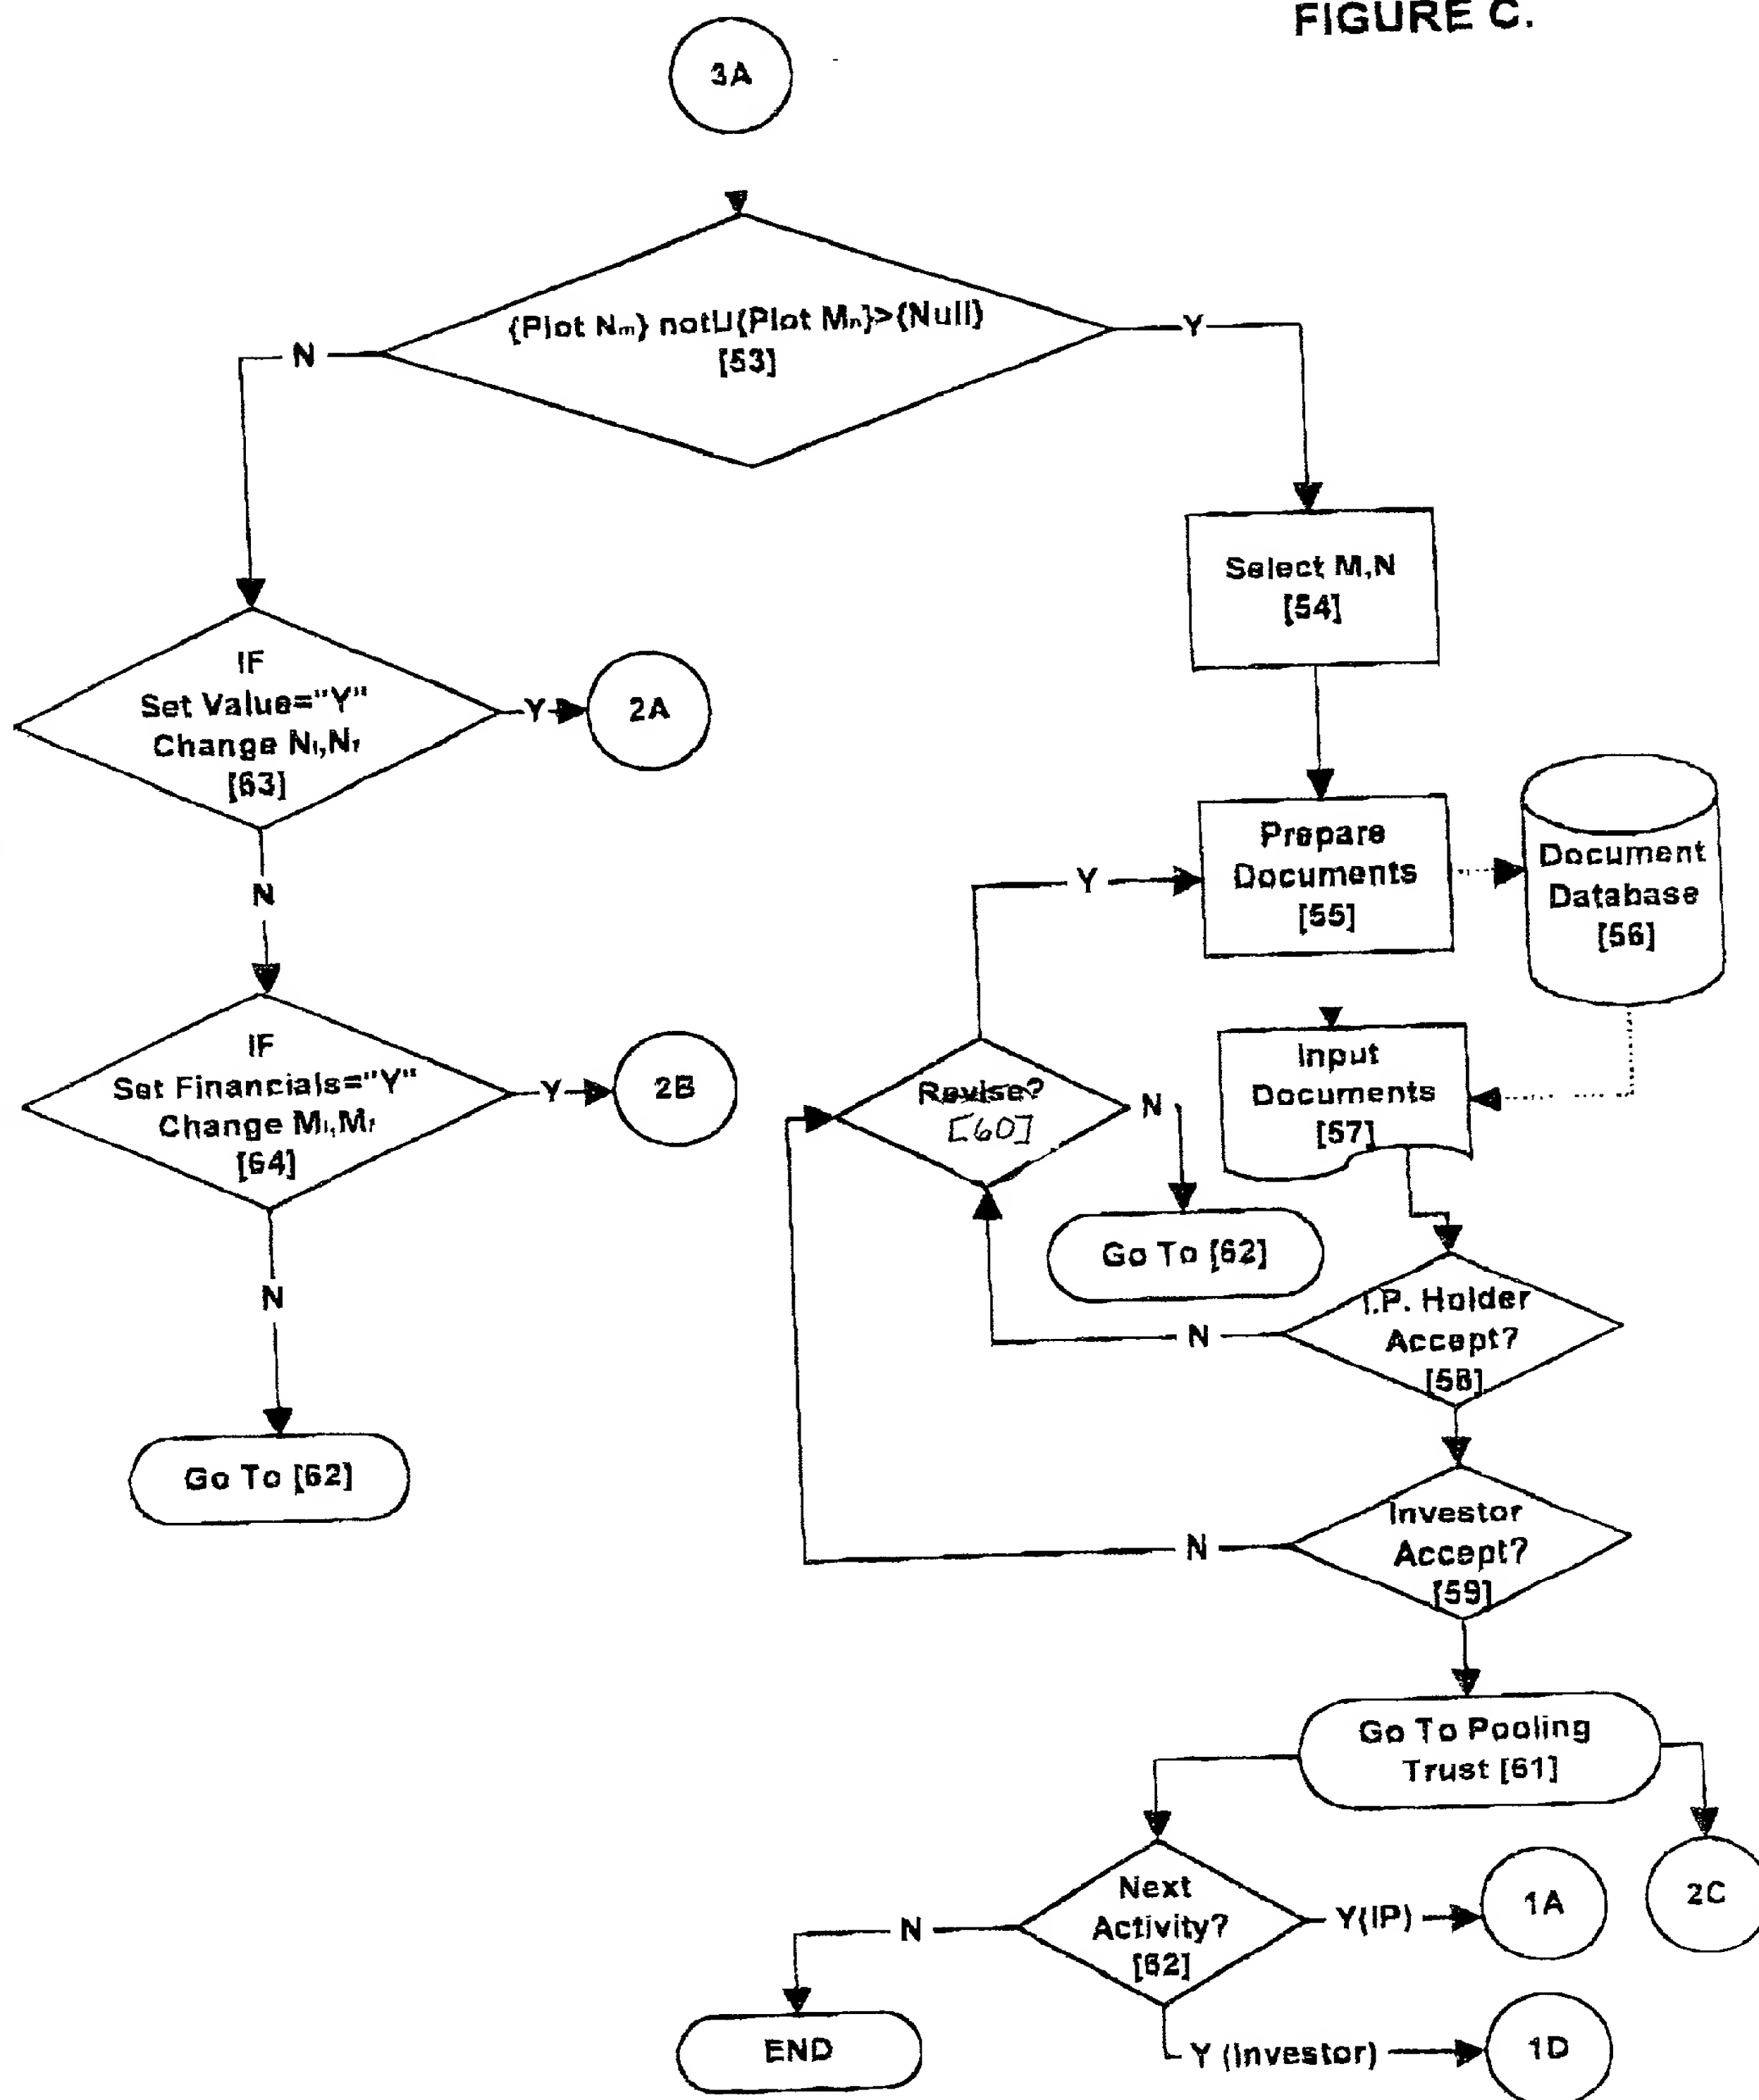 FIGURE C.
3A
{Plot Nₘ} not⊔{Plot Mₙ}>{Null}
[53]
N
Y
Select M,N
[54]
IF
Set Value="Y"
Change Nᵢ,Nᵣ
[63]
Y
2A
N
Prepare
Documents
[55]
Document
Database
[56]
Y
IF
Set Financials="Y"
Change Mᵢ,Mᵣ
[64]
Y
2B
N
Go To [62]
Revise?
[60]
N
Go To [62]
Input
Documents
[57]
I.P. Holder
Accept?
[58]
N
Investor
Accept?
[59]
N
Go To Pooling
Trust [61]
Next
Activity?
[62]
N
Y(IP)
1A
2C
END
Y (Investor)
1D